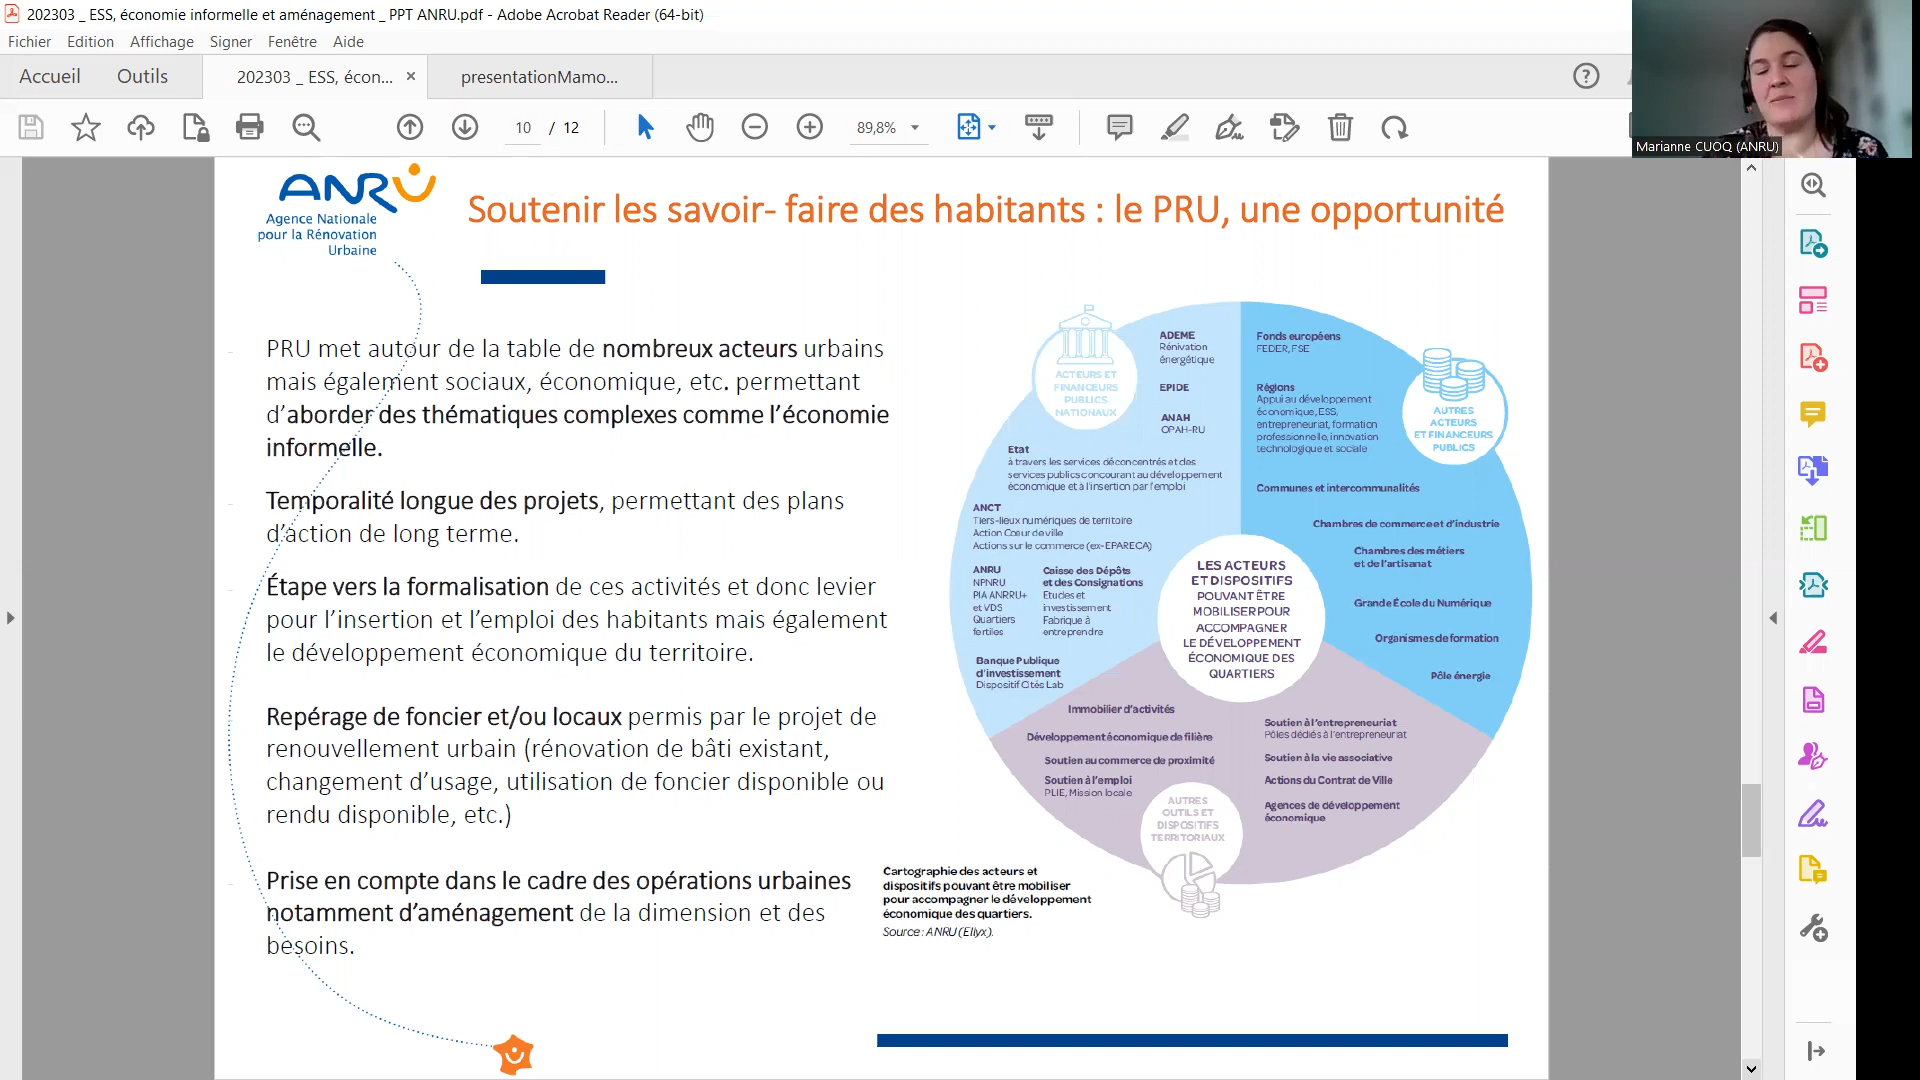 202303 _ ESS, économie informelle et aménagement _ PPT ANRU.pdf - Adobe Acrobat Reader (64-bit)
Fichier Edition Affichage Signer Fenêtre Aide
Accueil Outils 202303 _ ESS, écon... × presentationMamo...
10 / 12 89,8%
Marianne CUOQ (ANRU)
ANRU
Agence Nationale
pour la Rénovation
Urbaine
Soutenir les savoir- faire des habitants : le PRU, une opportunité
PRU met autour de la table de nombreux acteurs urbains
mais également sociaux, économique, etc. permettant
d'aborder des thématiques complexes comme l'économie
informelle.
Temporalité longue des projets, permettant des plans
d'action de long terme.
Étape vers la formalisation de ces activités et donc levier
pour l'insertion et l'emploi des habitants mais également
le développement économique du territoire.
Repérage de foncier et/ou locaux permis par le projet de
renouvellement urbain (rénovation de bâti existant,
changement d'usage, utilisation de foncier disponible ou
rendu disponible, etc.)
Prise en compte dans le cadre des opérations urbaines
notamment d'aménagement de la dimension et des
besoins.
ACTEURS ET
FINANCEURS
PUBLICS
NATIONAUX
ADEME
Rénivation
énergétique
EPIDE
ANAH
OPAH-RU
Etat
à travers les services déconcentrés et des
services publics concourant au développement
économique et à l'insertion par l'emploi
ANCT
Tiers-lieux numériques de territoire
Action Cœur de ville
Actions sur le commerce (ex-EPARECA)
ANRU
NPNRU
PIA ANRRU+
et VDS
Quartiers
fertiles
Caisse des Dépôts
et des Consignations
Etudes et
investissement
Fabrique à
entreprendre
Banque Publique
d'investissement
Dispositif Cités Lab
Fonds européens
FEDER, FSE
Régions
Appui au développement
économique, ESS,
entrepreneuriat, formation
professionnelle, innovation
technologique et sociale
AUTRES
ACTEURS
ET FINANCEURS
PUBLICS
Communes et intercommunalités
Chambres de commerce et d'industrie
Chambres des métiers
et de l'artisanat
Grande École du Numérique
Organismes de formation
Pôle énergie
LES ACTEURS
ET DISPOSITIFS
POUVANT ÊTRE
MOBILISER POUR
ACCOMPAGNER
LE DÉVELOPPEMENT
ÉCONOMIQUE DES
QUARTIERS
Immobilier d'activités
Développement économique de filière
Soutien au commerce de proximité
Soutien à l'emploi
PLIE, Mission locale
Soutien à l'entrepreneuriat
Pôles dédiés à l'entrepreneuriat
Soutien à la vie associative
Actions du Contrat de Ville
Agences de développement
économique
AUTRES
OUTILS ET
DISPOSITIFS
TERRITORIAUX
Cartographie des acteurs et
dispositifs pouvant être mobiliser
pour accompagner le développement
économique des quartiers.
Source : ANRU (Ellyx).